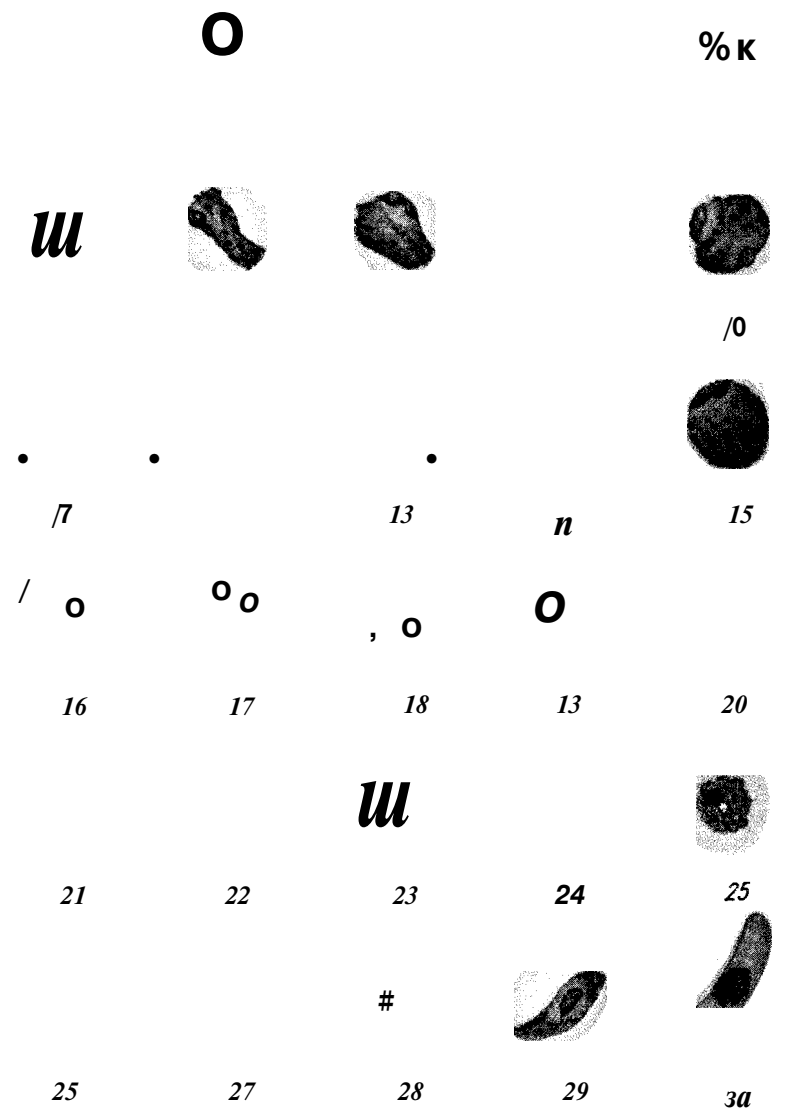 О % к
ш
/0
• • •
/7 13 п 15
/ о о о , о О
16 17 18 13 20
ш
21 22 23 24 25
#
25 27 28 29 за